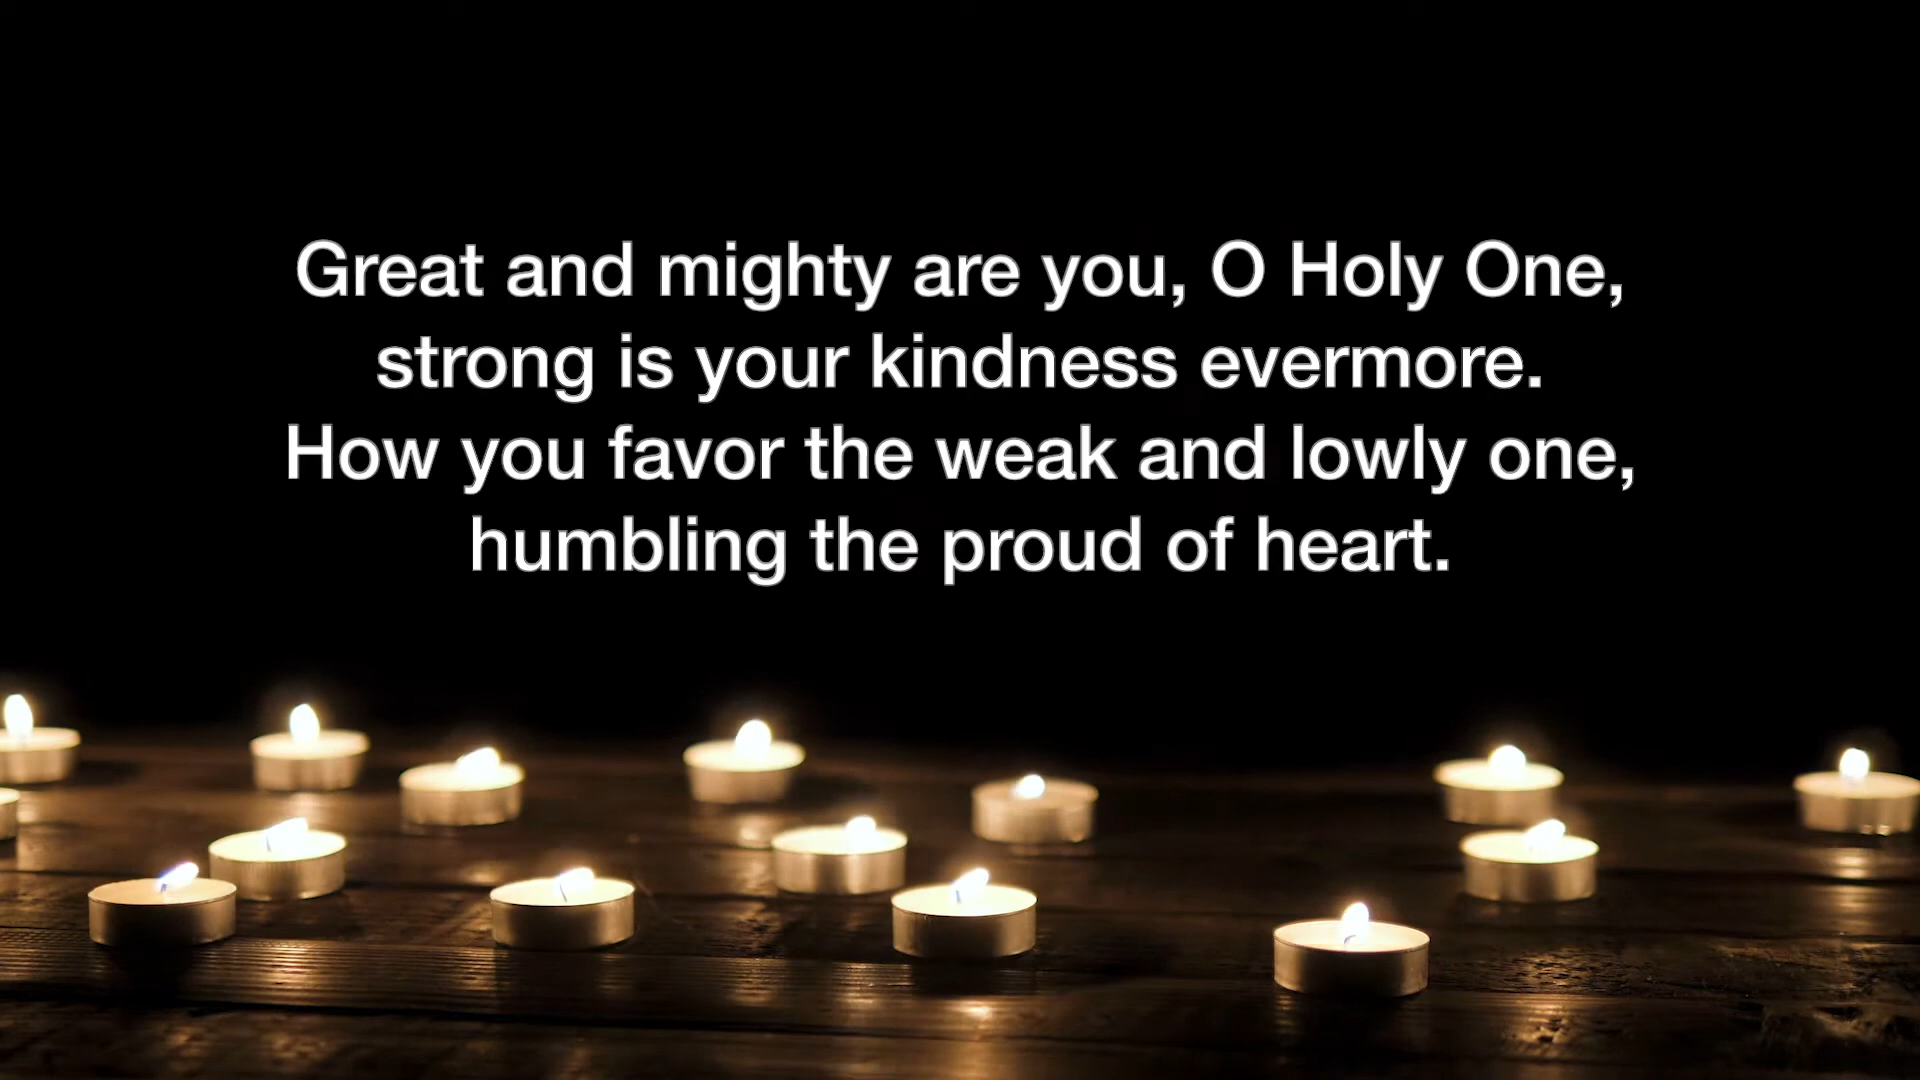 Great and mighty are you, O Holy One,
strong is your kindness evermore.
How you favor the weak and lowly one,
humbling the proud of heart.